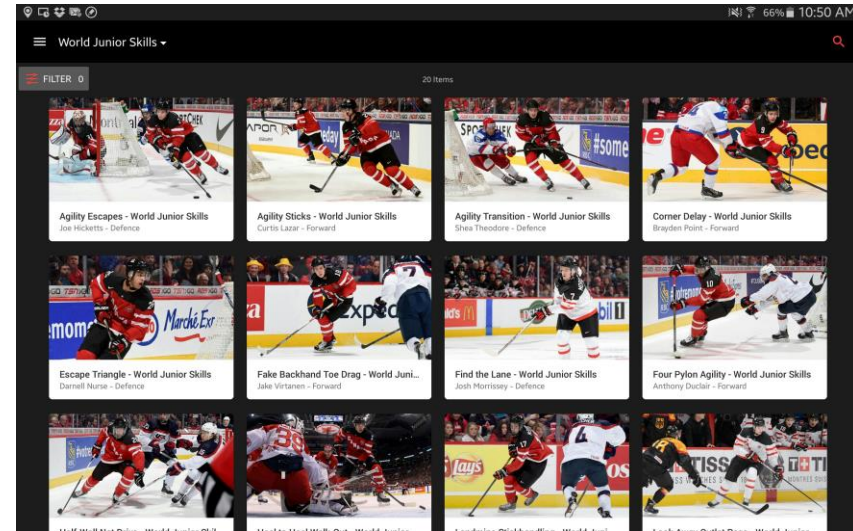 66% 10:50 AM
World Junior Skills
FILTER 0
20 Items
Agility Escapes - World Junior Skills
Joe Hicketts - Defence
Agility Sticks - World Junior Skills
Curtis Lazar - Forward
Agility Transition - World Junior Skills
Shea Theodore - Defence
Corner Delay - World Junior Skills
Brayden Point - Forward
Escape Triangle - World Junior Skills
Darnell Nurse - Defence
Fake Backhand Toe Drag - World Juni...
Jake Virtanen - Forward
Find the Lane - World Junior Skills
Josh Morrissey - Defence
Four Pylon Agility - World Junior Skills
Anthony Duclair - Forward
#some
Marché Exp